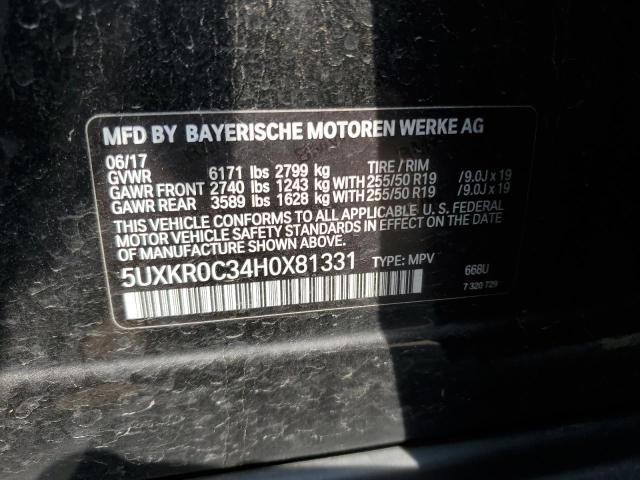 MFD BY BAYERISCHE MOTOREN WERKE AG
06/17
GVWR 6171 lbs 2799 kg TIRE / RIM
GAWR FRONT 2740 lbs 1243 kg WITH 255/50 R19 /9.0J x 19
GAWR REAR 3589 lbs 1628 kg WITH 255/50 R19 /9.0J x 19
THIS VEHICLE CONFORMS TO ALL APPLICABLE U. S. FEDERAL
MOTOR VEHICLE SAFETY STANDARDS IN EFFECT ON THE DATE
OF MANUFACTURE SHOWN ABOVE.
5UXKR0C34H0X81331 TYPE: MPV 668U
7 320 729